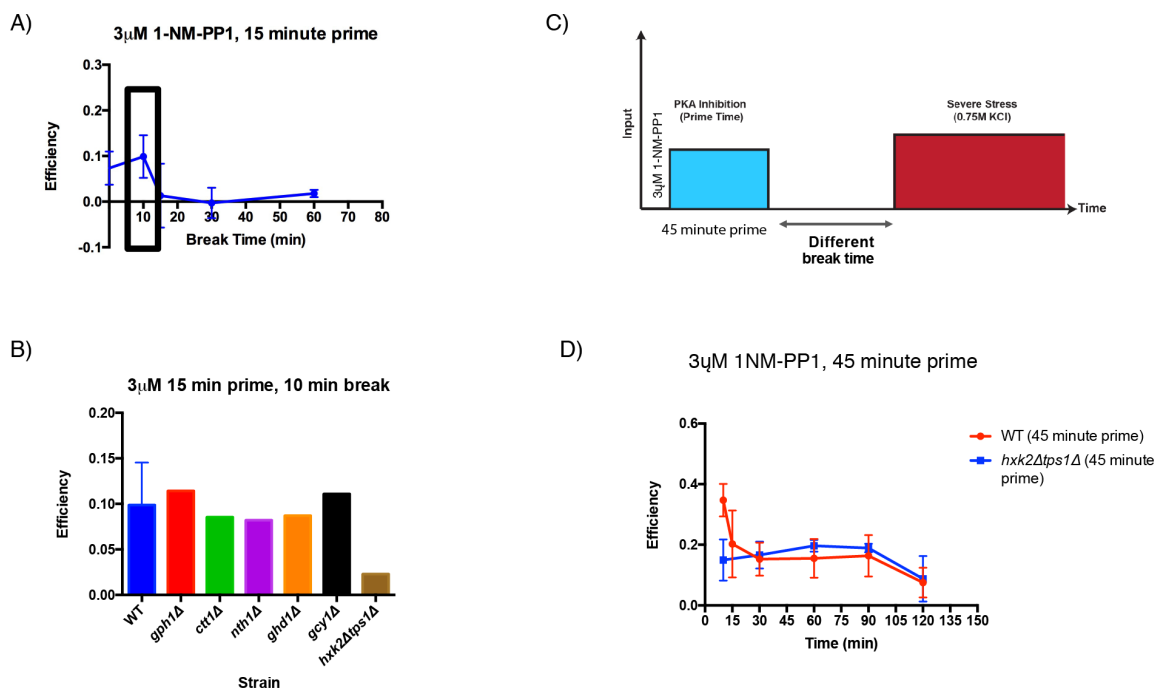 A)
3μM 1-NM-PP1, 15 minute prime
0.3
0.2
0.1
0.0
-0.1
Efficiency
10 20 30 40 50 60 70 80
Break Time (min)
B)
3μM 15 min prime, 10 min break
0.20
0.15
0.10
0.05
0.00
Efficiency
WT
gph1Δ
ctt1Δ
nth1Δ
ghd1Δ
gcy1Δ
hxk2Δtps1Δ
Strain
C)
Input
3ɥM 1-NM-PP1
PKA Inhibition
(Prime Time)
Severe Stress
(0.75M KCl)
Time
45 minute prime
Different
break time
D)
3ɥM 1NM-PP1, 45 minute prime
0.6
0.4
0.2
0.0
Efficiency
0 15 30 45 60 75 90 105 120 135 150
Time (min)
WT (45 minute prime)
hxk2Δtps1Δ (45 minute
prime)